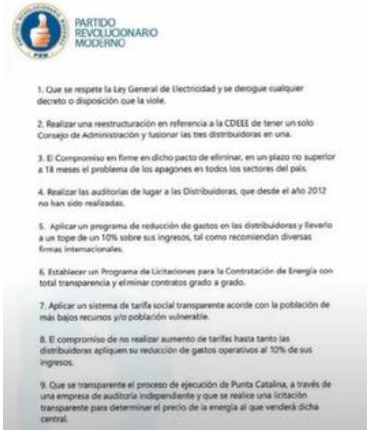 PARTIDO
REVOLUCIONARIO
MODERNO
PRM
1. Que se respete la Ley General de Electricidad y se derogue cualquier
decreto o disposición que la viole.
2. Realizar una reestructuración en referencia a la CDEEE de tener un solo
Consejo de Administración y fusionar las tres distribuidoras en una.
3. El Compromiso en firme en dicho pacto de eliminar, en un plazo no superior
a 18 meses el problema de los apagones en todos los sectores del país.
4. Realizar las auditorias de lugar a las Distribuidoras, que desde el año 2012
no han sido realizadas.
5. Aplicar un programa de reducción de gastos en las distribuidoras y llevarlo
a un tope de un 10% sobre sus ingresos, tal como recomiendan diversas
firmas internacionales.
6. Establecer un Programa de Licitaciones para la Contratación de Energía con
total transparencia y eliminar contratos grado a grado.
7. Aplicar un sistema de tarifa social transparente acorde con la población de
más bajos recursos y/o población vulnerable.
8. El compromiso de no realizar aumento de tarifas hasta tanto las
distribuidoras apliquen su reducción de gastos operativos al 10% de sus
ingresos.
9. Que se transparente el proceso de ejecución de Punta Catalina, a través de
una empresa de auditoría independiente y que se realice una licitación
transparente para determinar el precio de la energía al que venderá dicha
central.